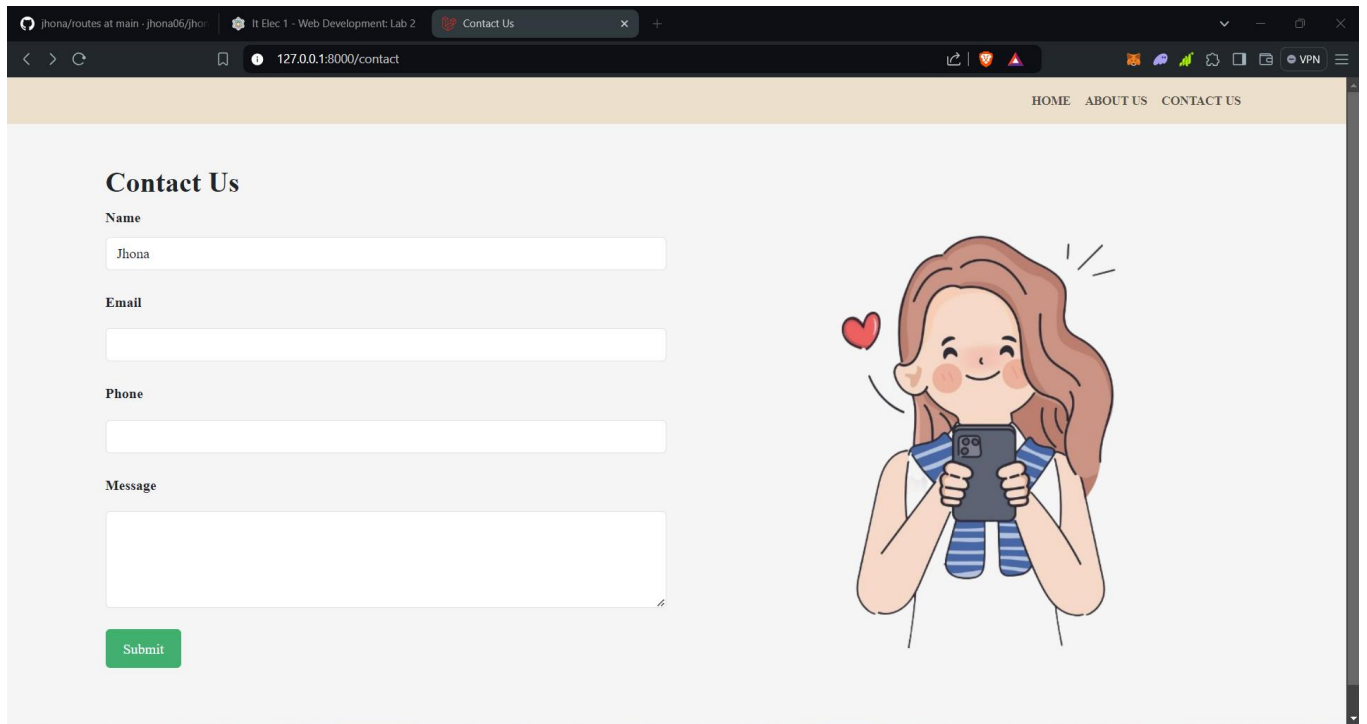 jhona/routes at main · jhona06/jhon
It Elec 1 - Web Development: Lab 2
Contact Us
127.0.0.1:8000/contact
VPN
HOME ABOUT US CONTACT US
Contact Us
Name
Jhona
Email
Phone
Message
Submit